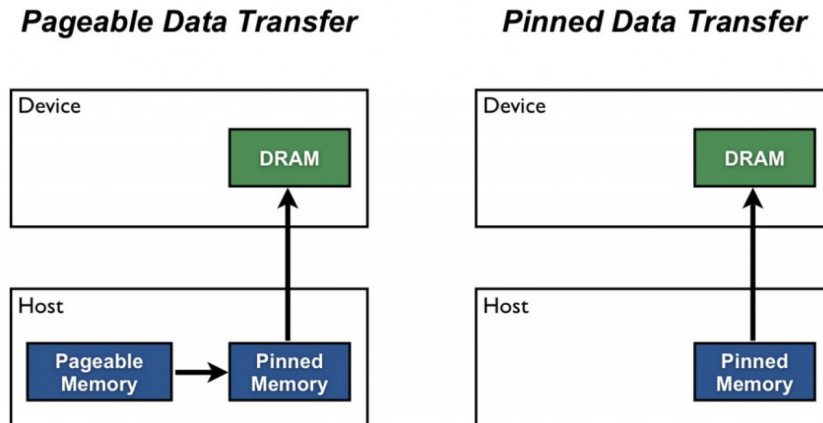 Pageable Data Transfer
Device
DRAM
Host
Pageable
Memory
Pinned
Memory
Pinned Data Transfer
Device
DRAM
Host
Pinned
Memory